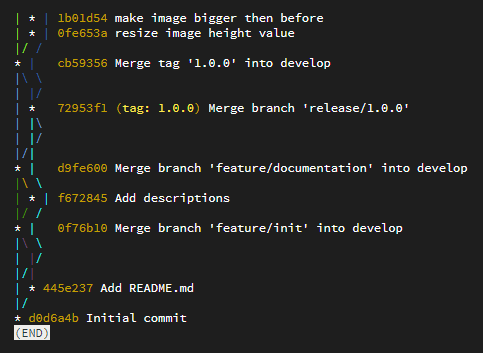 | * | 1b01d54 make image bigger then before
| * | 0fe653a resize image height value
|/ /
* | cb59356 Merge tag '1.0.0' into develop
|\ \
| |/
| * 72953f1 (tag: 1.0.0) Merge branch 'release/1.0.0'
| |\
| |/
|/|
* | d9fe600 Merge branch 'feature/documentation' into develop
|\ \
| * | f672845 Add descriptions
|/ /
* | 0f76b10 Merge branch 'feature/init' into develop
|\ \
| |/
|/|
| * 445e237 Add README.md
|/
* d0d6a4b Initial commit
(END)